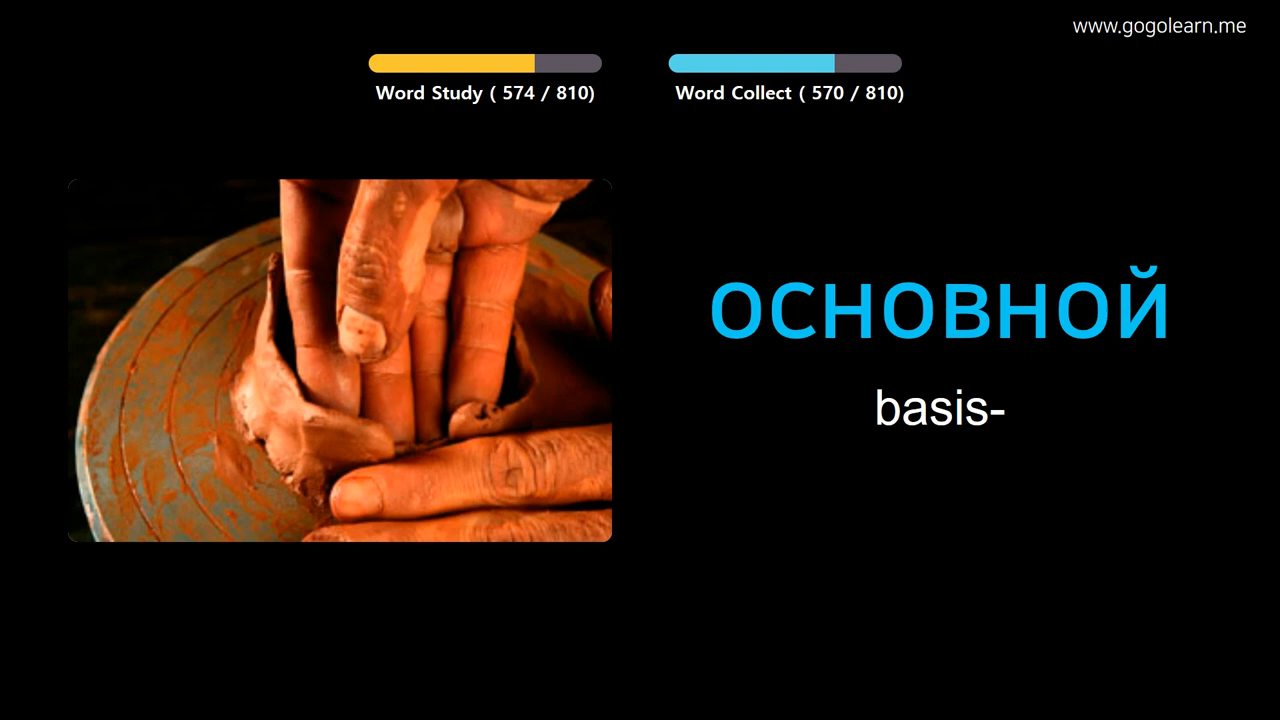 www.gogolearn.me
Word Study ( 574 / 810)
Word Collect ( 570 / 810)
основной
basis-